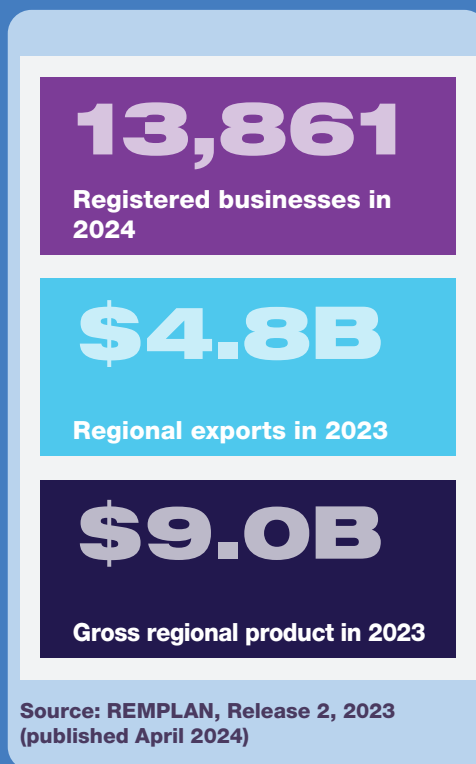 13,861
Registered businesses in
2024
$4.8B
Regional exports in 2023
$9.0B
Gross regional product in 2023
Source: REMPLAN, Release 2, 2023
(published April 2024)